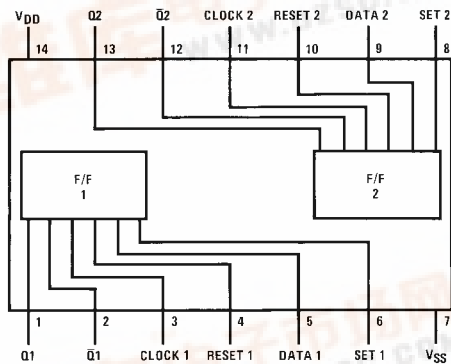 VDD Q2 Q̄2 CLOCK 2 RESET 2 DATA 2 SET 2
14 13 12 11 10 9 8
F/F
1
F/F
2
1 2 3 4 5 6 7
Q1 Q̄1 CLOCK 1 RESET 1 DATA 1 SET 1 VSS